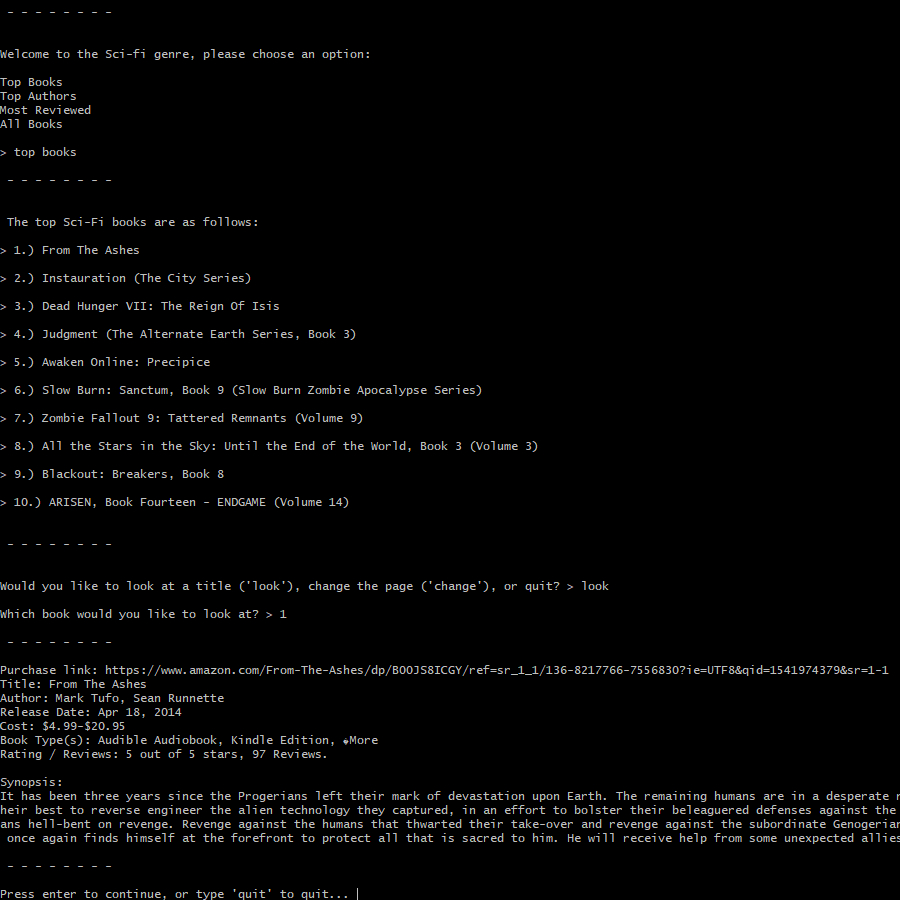 - - - - - - - -
Welcome to the Sci-fi genre, please choose an option:
Top Books
Top Authors
Most Reviewed
All Books
> top books
- - - - - - - -
The top Sci-Fi books are as follows:
> 1.) From The Ashes
> 2.) Instauration (The City Series)
> 3.) Dead Hunger VII: The Reign Of Isis
> 4.) Judgment (The Alternate Earth Series, Book 3)
> 5.) Awaken Online: Precipice
> 6.) Slow Burn: Sanctum, Book 9 (Slow Burn Zombie Apocalypse Series)
> 7.) Zombie Fallout 9: Tattered Remnants (Volume 9)
> 8.) All the Stars in the Sky: Until the End of the World, Book 3 (Volume 3)
> 9.) Blackout: Breakers, Book 8
> 10.) ARISEN, Book Fourteen - ENDGAME (Volume 14)
- - - - - - - -
Would you like to look at a title ('look'), change the page ('change'), or quit? > look
Which book would you like to look at? > 1
- - - - - - - -
Purchase link: https://www.amazon.com/From-The-Ashes/dp/B00JS8ICGY/ref=sr_1_1/136-8217766-7556830?ie=UTF8&qid=1541974379&sr=1-1
Title: From The Ashes
Author: Mark Tufo, Sean Runnette
Release Date: Apr 18, 2014
Cost: $4.99-$20.95
Book Type(s): Audible Audiobook, Kindle Edition, �More
Rating / Reviews: 5 out of 5 stars, 97 Reviews.
Synopsis:
It has been three years since the Progerians left their mark of devastation upon Earth. The remaining humans are in a desperate
heir best to reverse engineer the alien technology they captured, in an effort to bolster their beleaguered defenses against the
ans hell-bent on revenge. Revenge against the humans that thwarted their take-over and revenge against the subordinate Genogerian
once again finds himself at the forefront to protect all that is sacred to him. He will receive help from some unexpected allies
- - - - - - - -
Press enter to continue, or type 'quit' to quit...